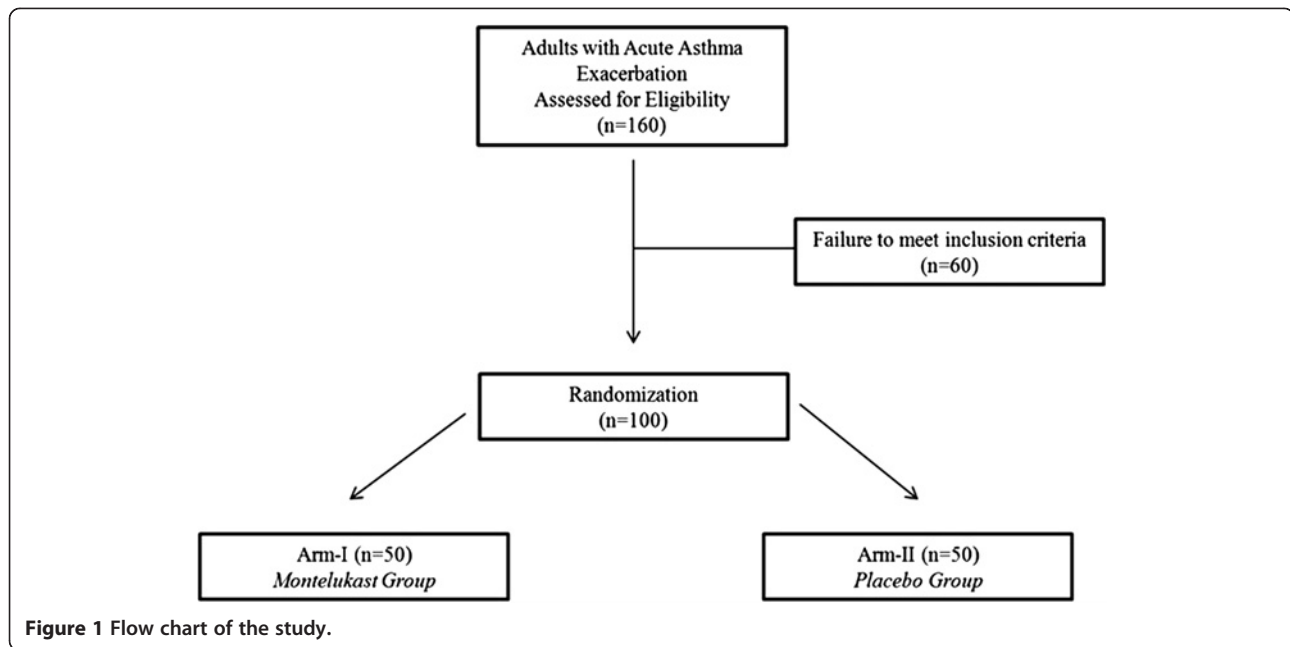 Adults with Acute Asthma
Exacerbation
Assessed for Eligibility
(n=160)
Failure to meet inclusion criteria
(n=60)
Randomization
(n=100)
Arm-I (n=50)
Montelukast Group
Arm-II (n=50)
Placebo Group
Figure 1 Flow chart of the study.